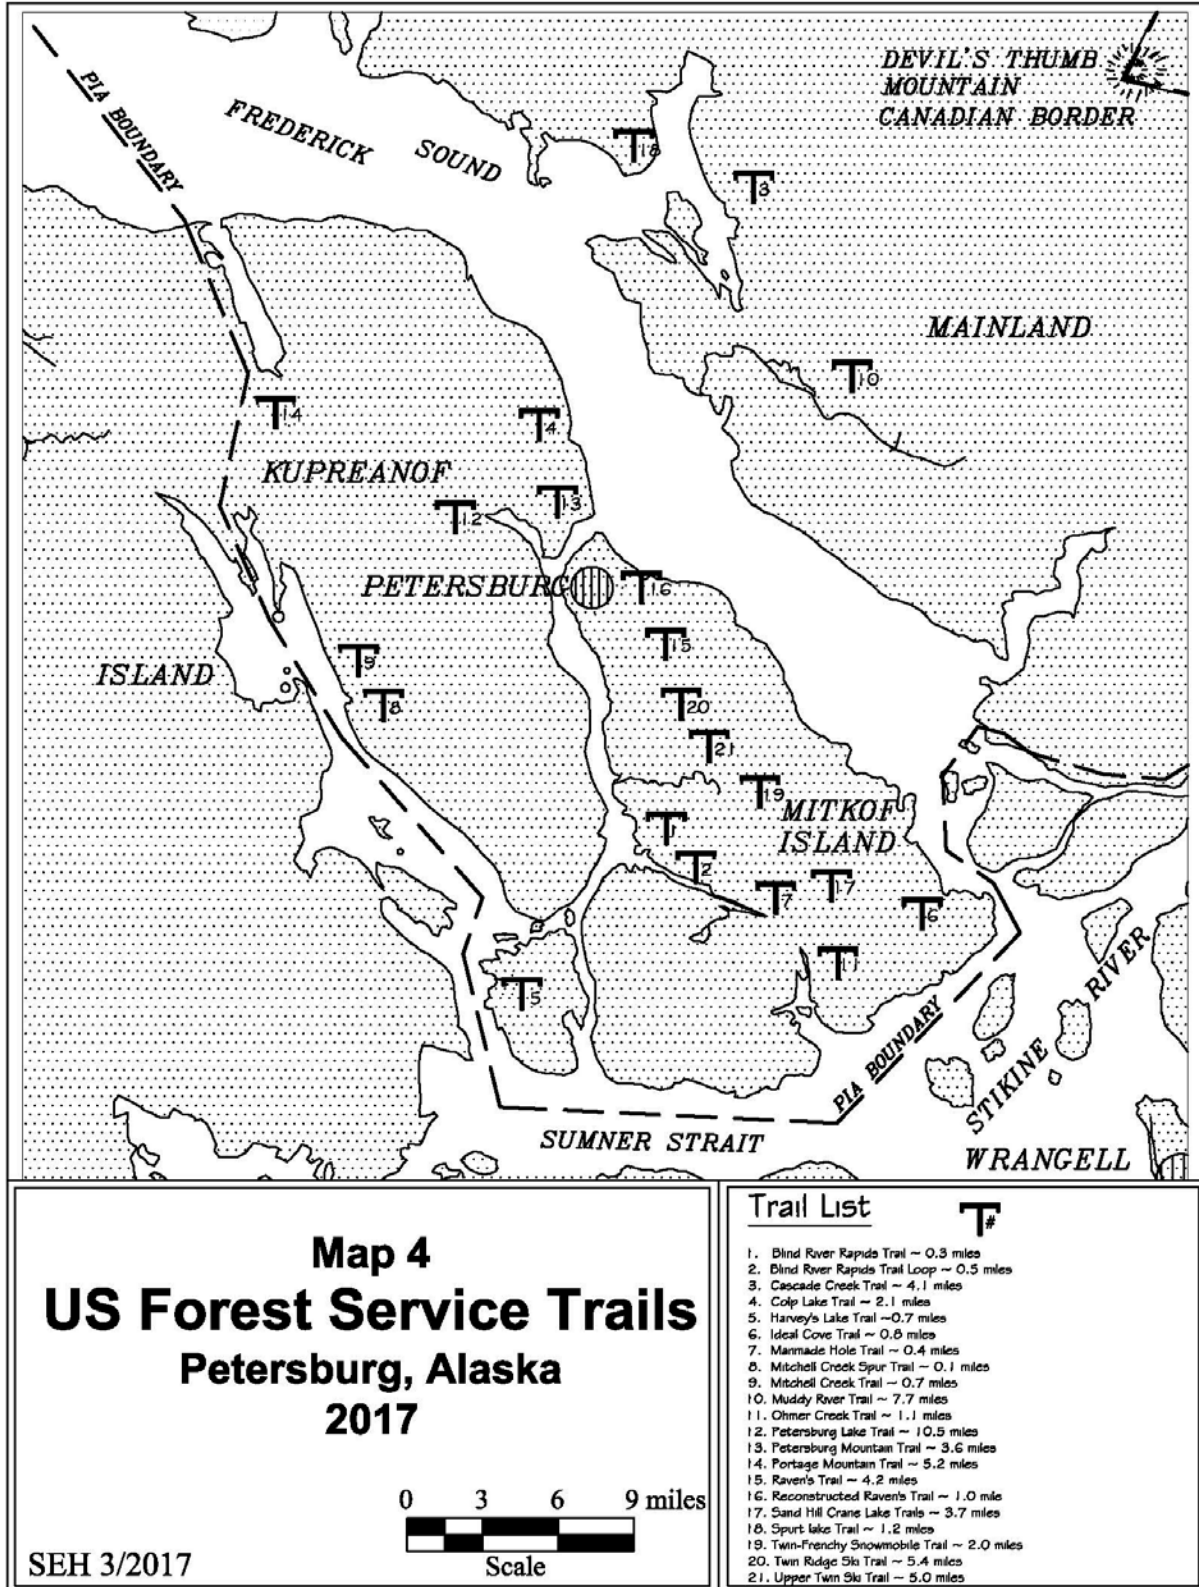 DEVIL'S THUMB
MOUNTAIN
CANADIAN BORDER
PIA BOUNDARY
FREDERICK SOUND
18
3
MAINLAND
10
14
4
KUPREANOF
13
12
PETERSBURG
16
15
ISLAND
9
8
20
21
19
MITKOF
ISLAND
1
2
7
17
6
11
5
PIA BOUNDARY
STIKINE RIVER
SUMNER STRAIT
WRANGELL
Map 4
US Forest Service Trails
Petersburg, Alaska
2017
0 3 6 9 miles
Scale
SEH 3/2017
Trail List
#
1. Blind River Rapids Trail ~ 0.3 miles
2. Blind River Rapids Trail Loop ~ 0.5 miles
3. Cascade Creek Trail ~ 4.1 miles
4. Colp Lake Trail ~ 2.1 miles
5. Harvey's Lake Trail ~0.7 miles
6. Ideal Cove Trail ~ 0.8 miles
7. Manmade Hole Trail ~ 0.4 miles
8. Mitchell Creek Spur Trail ~ 0.1 miles
9. Mitchell Creek Trail ~ 0.7 miles
10. Muddy River Trail ~ 7.7 miles
11. Ohmer Creek Trail ~ 1.1 miles
12. Petersburg Lake Trail ~ 10.5 miles
13. Petersburg Mountain Trail ~ 3.6 miles
14. Portage Mountain Trail ~ 5.2 miles
15. Raven's Trail ~ 4.2 miles
16. Reconstructed Raven's Trail ~ 1.0 mile
17. Sand Hill Crane Lake Trails ~ 3.7 miles
18. Spurt lake Trail ~ 1.2 miles
19. Twin-Frenchy Snowmobile Trail ~ 2.0 miles
20. Twin Ridge Ski Trail ~ 5.4 miles
21. Upper Twin Ski Trail ~ 5.0 miles